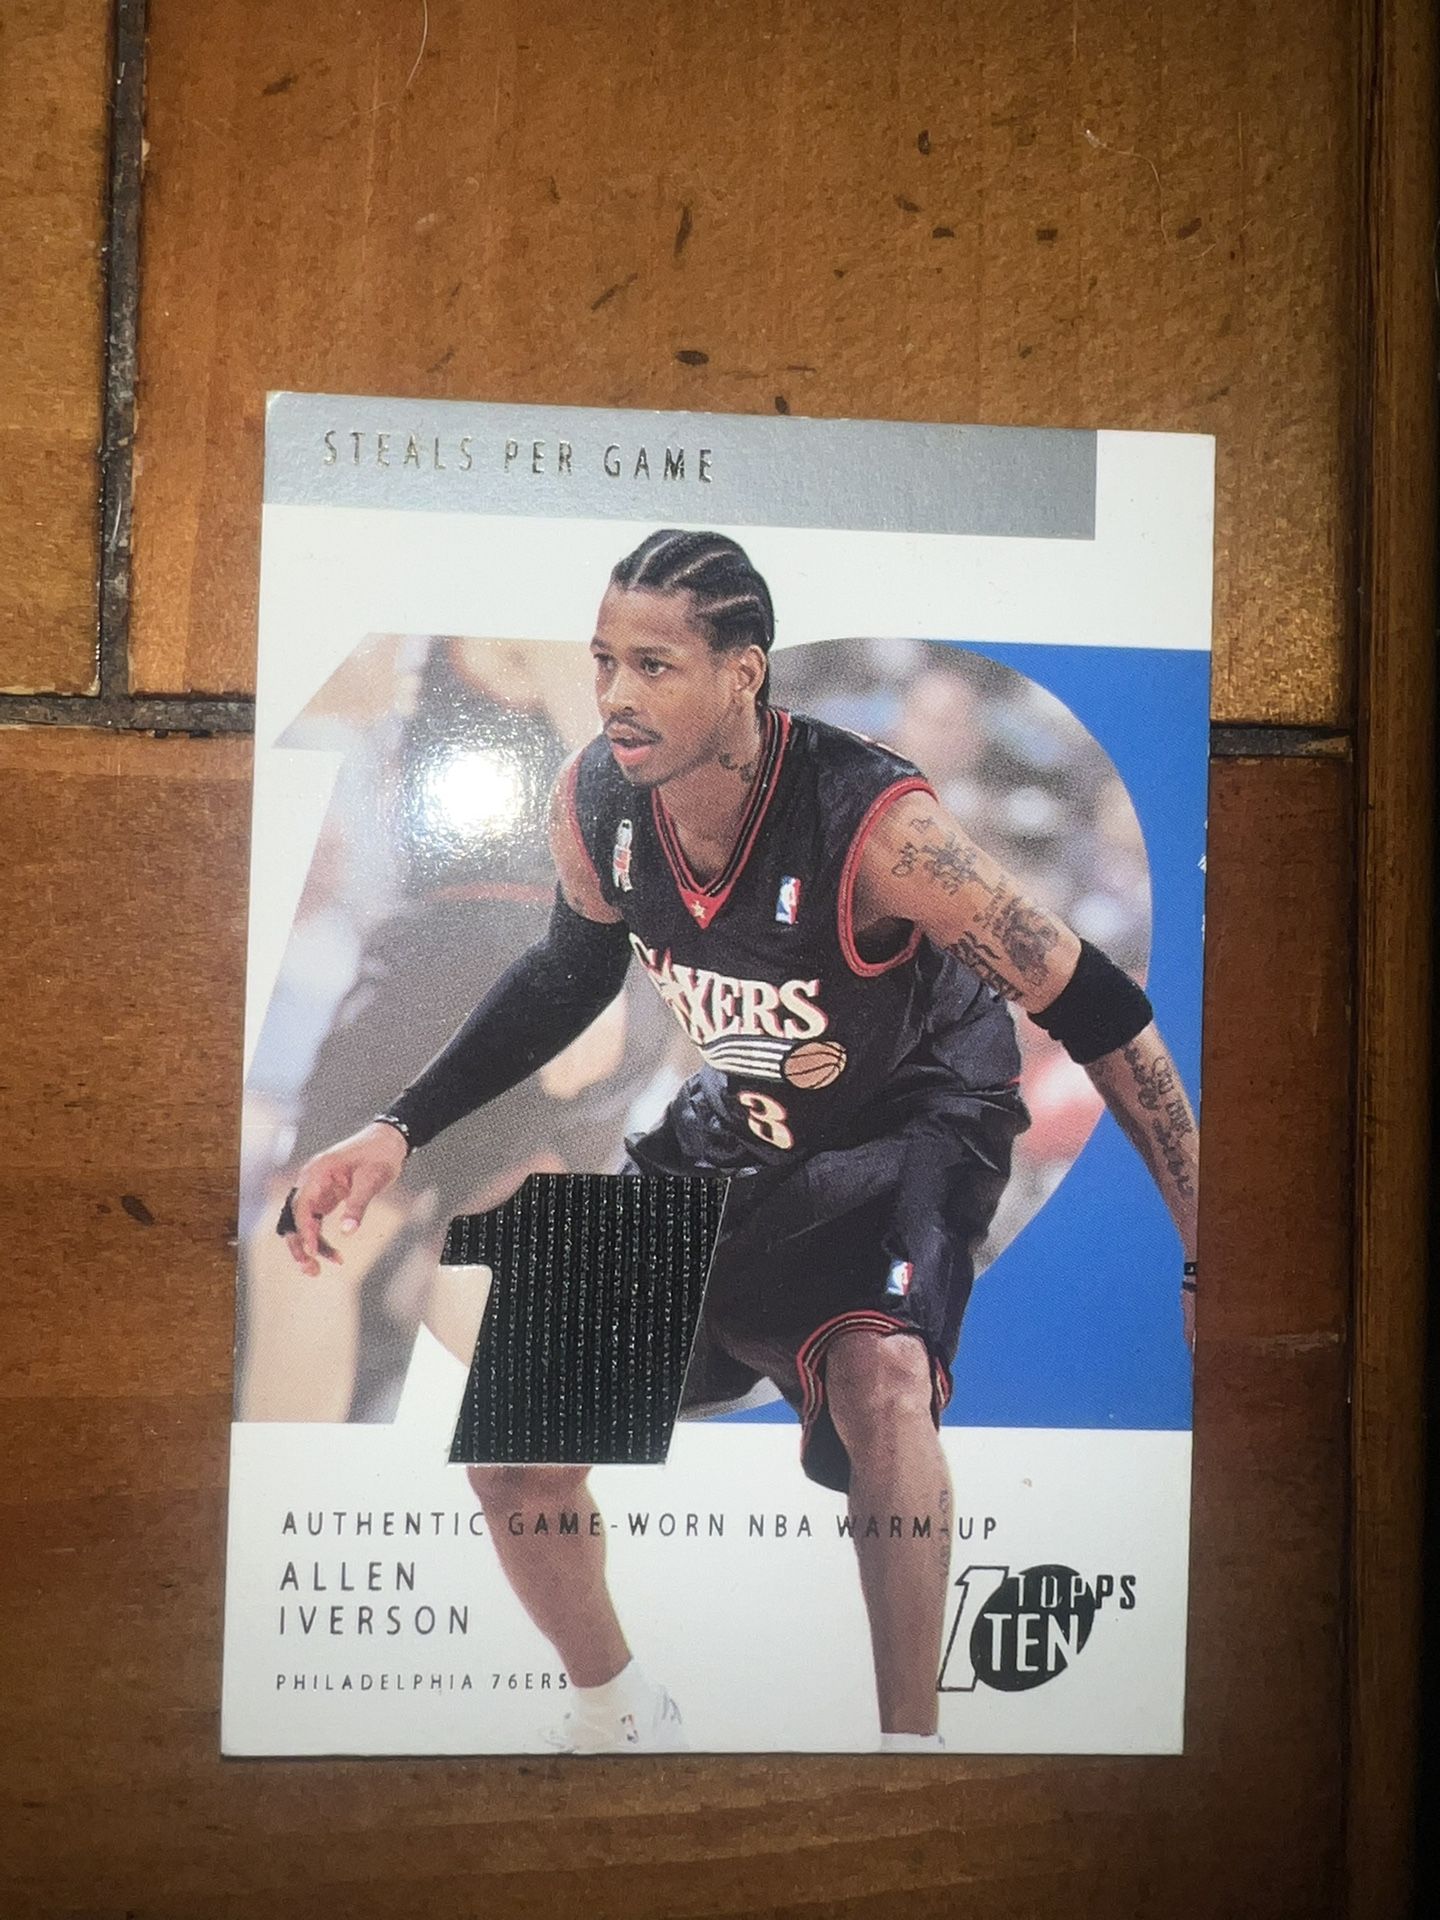 STEALS PER GAME
SIXERS
3
AUTHENTIC GAME-WORN NBA WARM-UP
ALLEN
IVERSON
PHILADELPHIA 76ERS
TOPPS
TEN